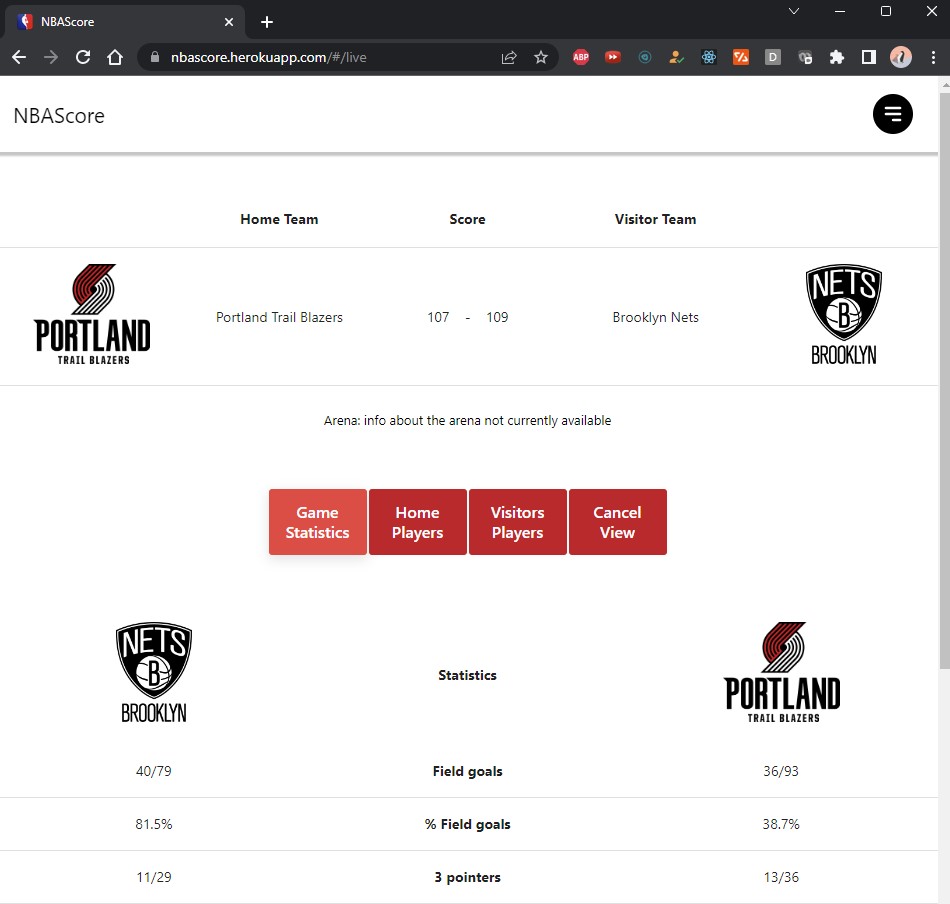 NBAScore
nbascore.herokuapp.com/#/live
ABP
D
NBAScore
Home Team Score Visitor Team
PORTLAND
TRAIL BLAZERS
Portland Trail Blazers 107 - 109 Brooklyn Nets
NETS
B
BROOKLYN
Arena: info about the arena not currently available
Game
Statistics
Home
Players
Visitors
Players
Cancel
View
NETS
B
BROOKLYN
Statistics
PORTLAND
TRAIL BLAZERS
40/79 Field goals 36/93
81.5% % Field goals 38.7%
11/29 3 pointers 13/36